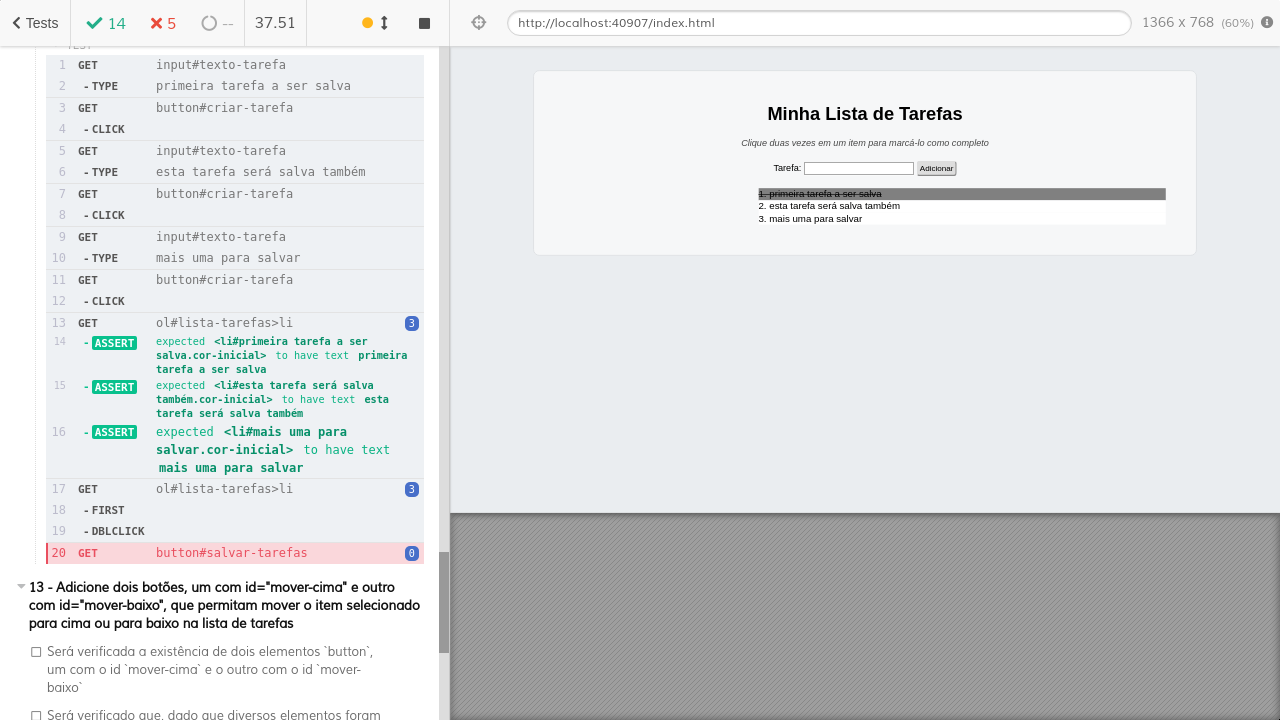 Tests 14 5 -- 37.51
http://localhost:40907/index.html 1366 x 768 (60%)
TEST
1 GET input#texto-tarefa
2 -TYPE primeira tarefa a ser salva
3 GET button#criar-tarefa
4 -CLICK
5 GET input#texto-tarefa
6 -TYPE esta tarefa será salva também
7 GET button#criar-tarefa
8 -CLICK
9 GET input#texto-tarefa
10 -TYPE mais uma para salvar
11 GET button#criar-tarefa
12 -CLICK
13 GET ol#lista-tarefas>li 3
14 -ASSERT expected <li#primeira tarefa a ser
salva.cor-inicial> to have text primeira
tarefa a ser salva
15 -ASSERT expected <li#esta tarefa será salva
também.cor-inicial> to have text esta
tarefa será salva também
16 -ASSERT expected <li#mais uma para
salvar.cor-inicial> to have text
mais uma para salvar
17 GET ol#lista-tarefas>li 3
18 -FIRST
19 -DBLCLICK
20 GET button#salvar-tarefas 0
13 - Adicione dois botões, um com id="mover-cima" e outro
com id="mover-baixo", que permitam mover o item selecionado
para cima ou para baixo na lista de tarefas
Será verificada a existência de dois elementos `button`,
um com o id `mover-cima` e o outro com o id `mover-
baixo`
Será verificado que, dado que diversos elementos foram
Minha Lista de Tarefas
Clique duas vezes em um item para marcá-lo como completo
Tarefa: Adicionar
1. primeira tarefa a ser salva
2. esta tarefa será salva também
3. mais uma para salvar